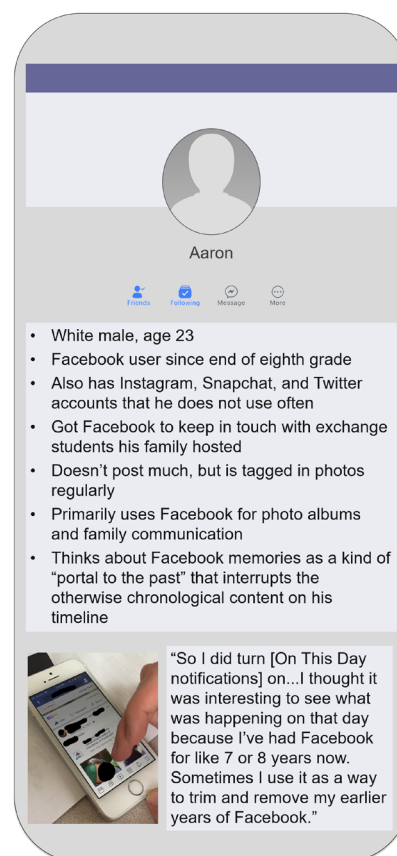 Aaron
Friends Following Message More
• White male, age 23
• Facebook user since end of eighth grade
• Also has Instagram, Snapchat, and Twitter
accounts that he does not use often
• Got Facebook to keep in touch with exchange
students his family hosted
• Doesn’t post much, but is tagged in photos
regularly
• Primarily uses Facebook for photo albums
and family communication
• Thinks about Facebook memories as a kind of
“portal to the past” that interrupts the
otherwise chronological content on his
timeline
“So I did turn [On This Day
notifications] on...I thought it
was interesting to see what
was happening on that day
because I’ve had Facebook
for like 7 or 8 years now.
Sometimes I use it as a way
to trim and remove my earlier
years of Facebook.”